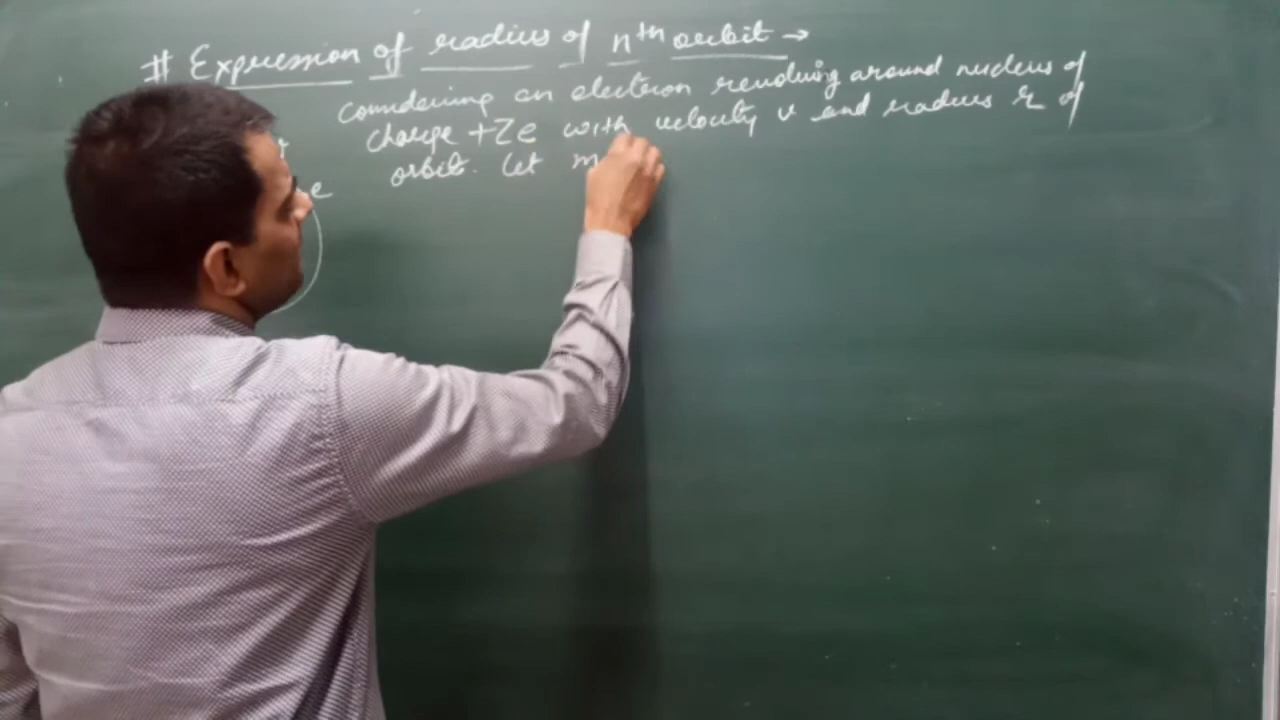 # Expression of radius of nth orbit →
considering an electron revolving around nucleus of
charge +Ze with velocity v and radius r of
orbit. Let m
e